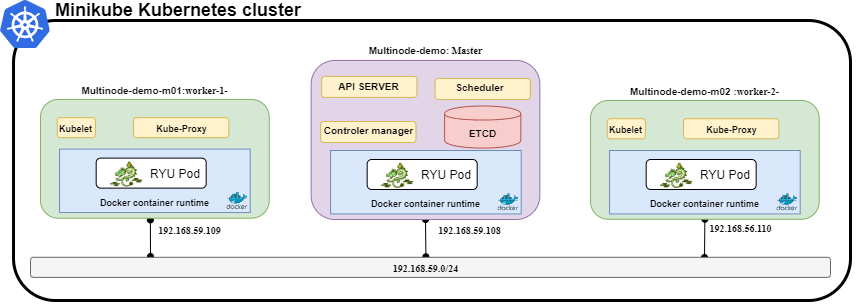 Minikube Kubernetes cluster
Multinode-demo: Master
API SERVER
Scheduler
Controler manager
ETCD
RYU Pod
Docker container runtime
docker
192.168.59.108
Multinode-demo-m01:worker-1-
Kubelet
Kube-Proxy
RYU Pod
Docker container runtime
docker
192.168.59.109
Multinode-demo-m02 :worker-2-
Kubelet
Kube-Proxy
RYU Pod
Docker container runtime
docker
192.168.56.110
192.168.59.0/24